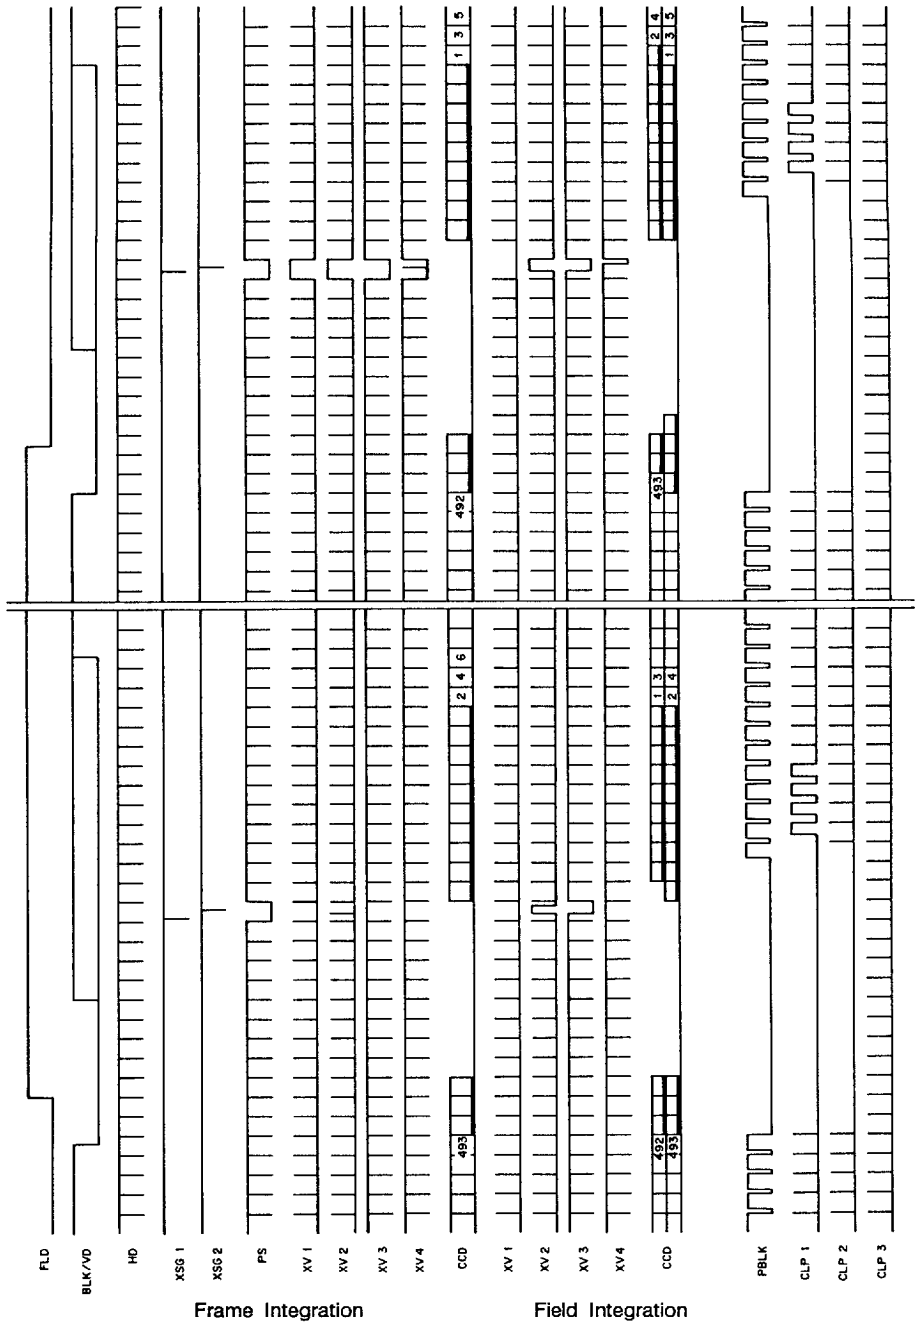 FLD
BLK/VD
HD
XSG 1
XSG 2
PS
XV 1
XV 2
XV 3
XV 4
CCD
493
2 4 6
492
1 3 5
XV 1
XV 2
XV 3
XV 4
CCD
492
493
1 3
2 4
493
2 4
1 3 5
PBLK
CLP 1
CLP 2
CLP 3
Frame Integration
Field Integration